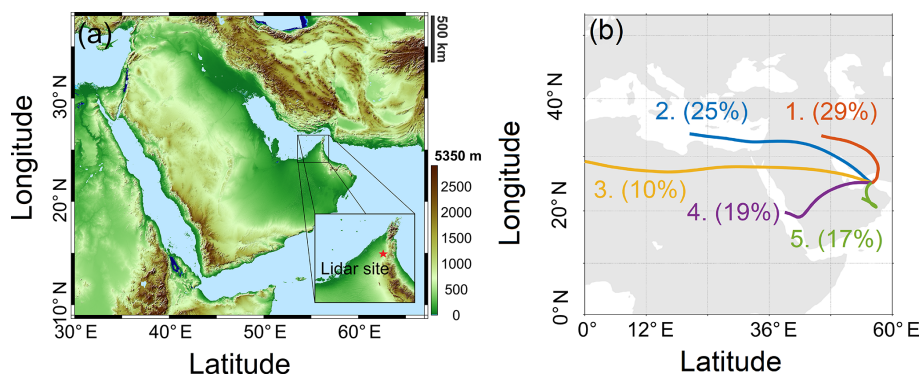 (a)
500 km
30° N
20° N
10° N
Longitude
30° E
40° E
50° E
60° E
Latitude
Lidar site
5350 m
2500
2000
1500
1000
500
0
(b)
40° N
20° N
0° N
Longitude
0°
12° E
25° E
36° E
60° E
Latitude
1. (29%)
2. (25%)
3. (10%)
4. (19%)
5. (17%)